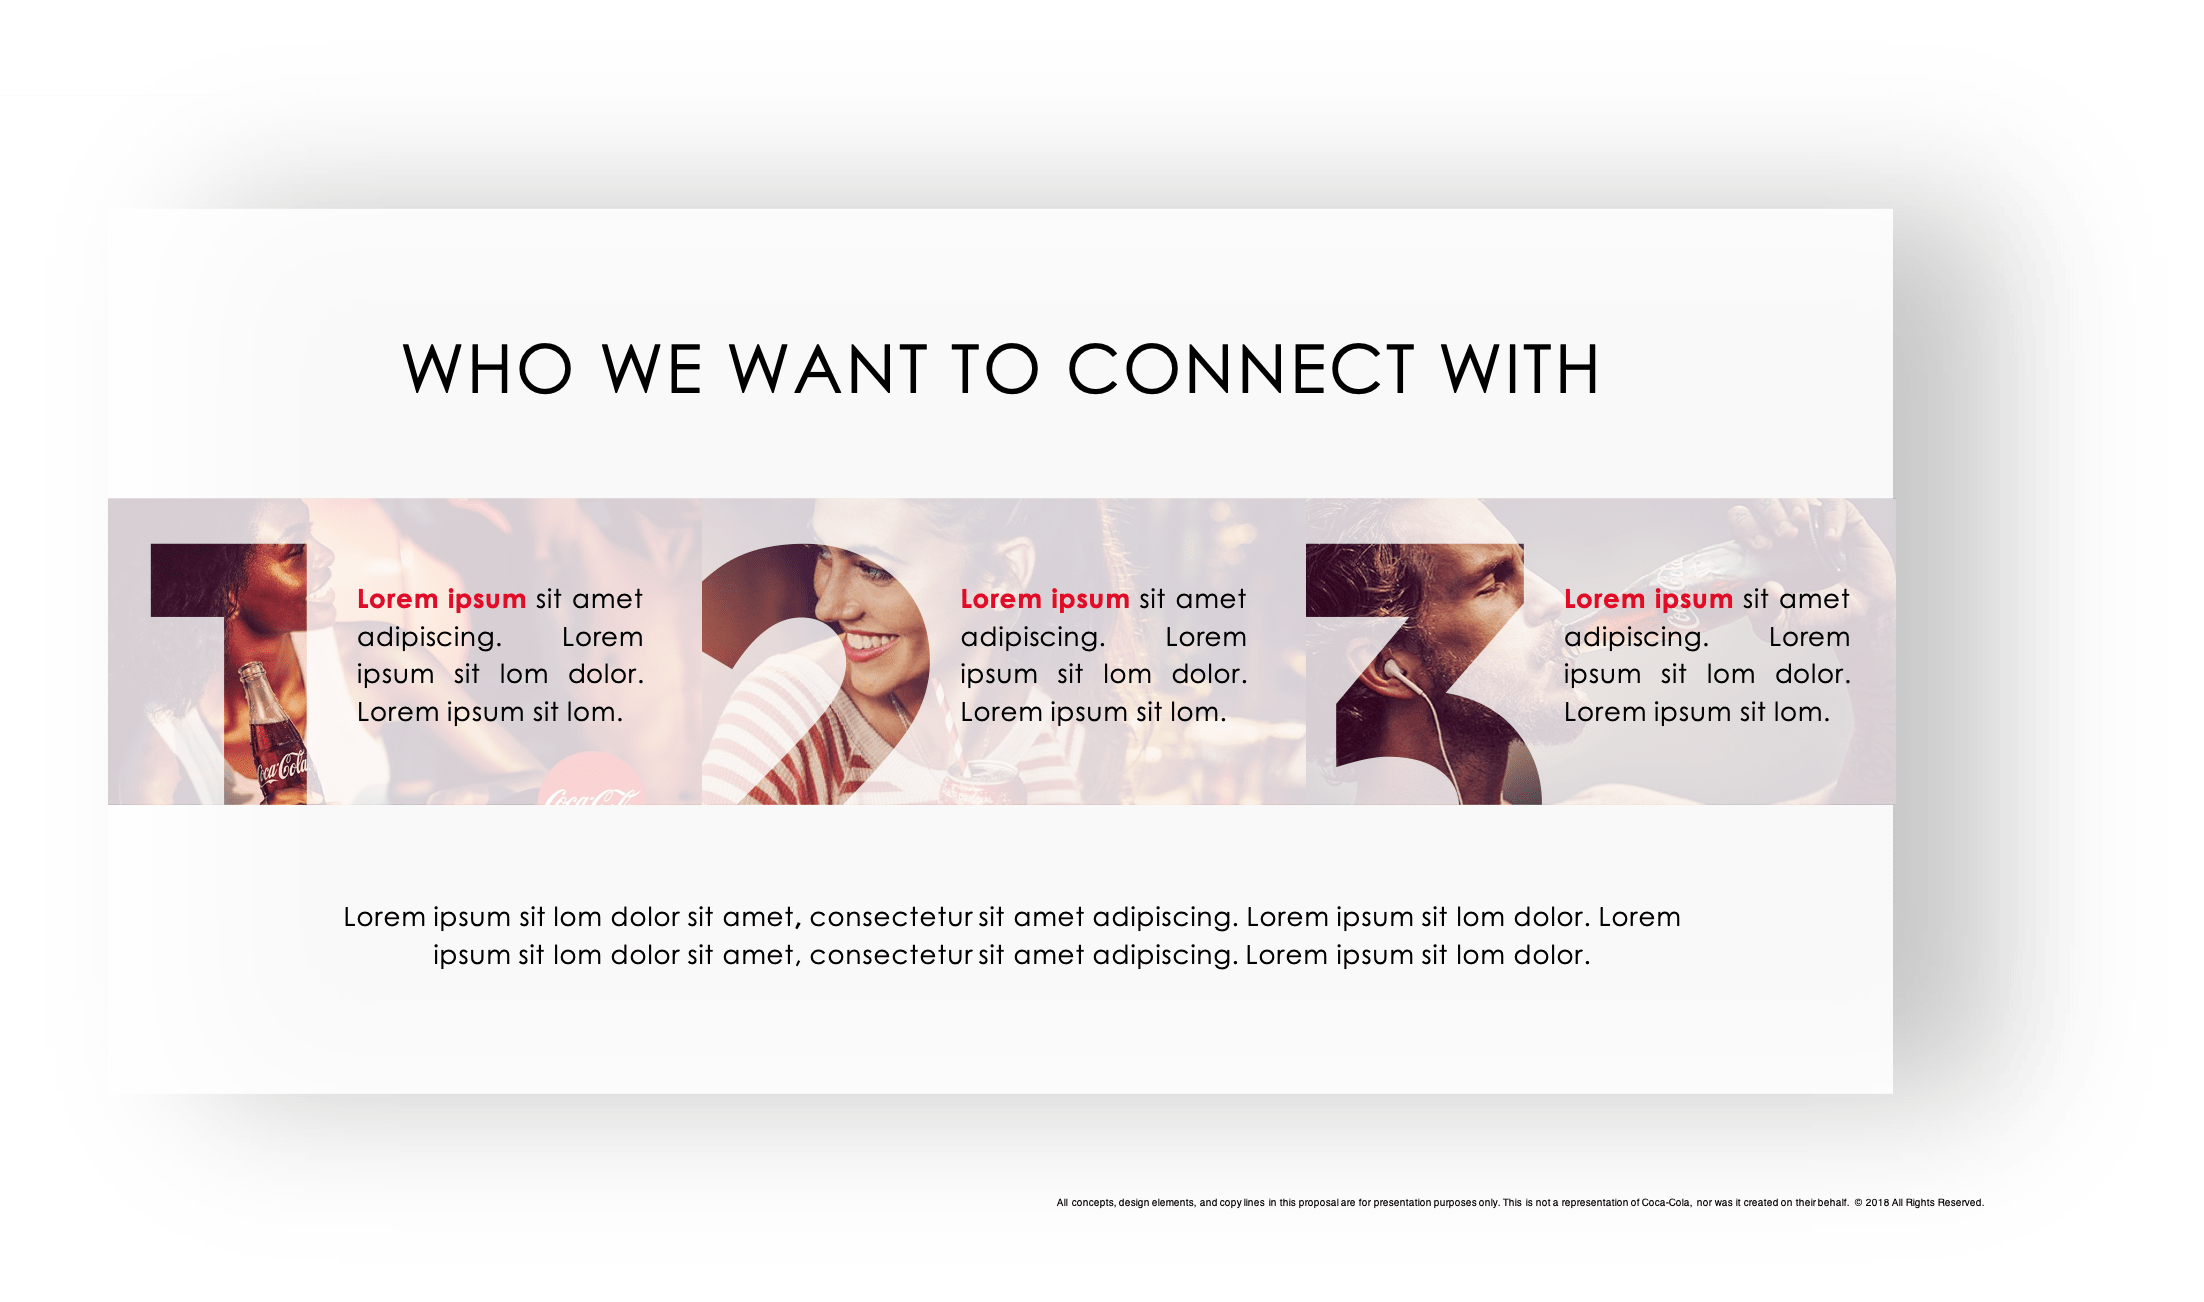 WHO WE WANT TO CONNECT WITH
1
Lorem ipsum sit amet
adipiscing. Lorem
ipsum sit lom dolor.
Lorem ipsum sit lom.
Coca-Cola
Coca-Cola
2
Lorem ipsum sit amet
adipiscing. Lorem
ipsum sit lom dolor.
Lorem ipsum sit lom.
3
Lorem ipsum sit amet
adipiscing. Lorem
ipsum sit lom dolor.
Lorem ipsum sit lom.
Lorem ipsum sit lom dolor sit amet, consectetur sit amet adipiscing. Lorem ipsum sit lom dolor. Lorem
ipsum sit lom dolor sit amet, consectetur sit amet adipiscing. Lorem ipsum sit lom dolor.
All concepts, design elements, and copy lines in this proposal are for presentation purposes only. This is not a representation of Coca-Cola, nor was it created on their behalf. © 2018 All Rights Reserved.